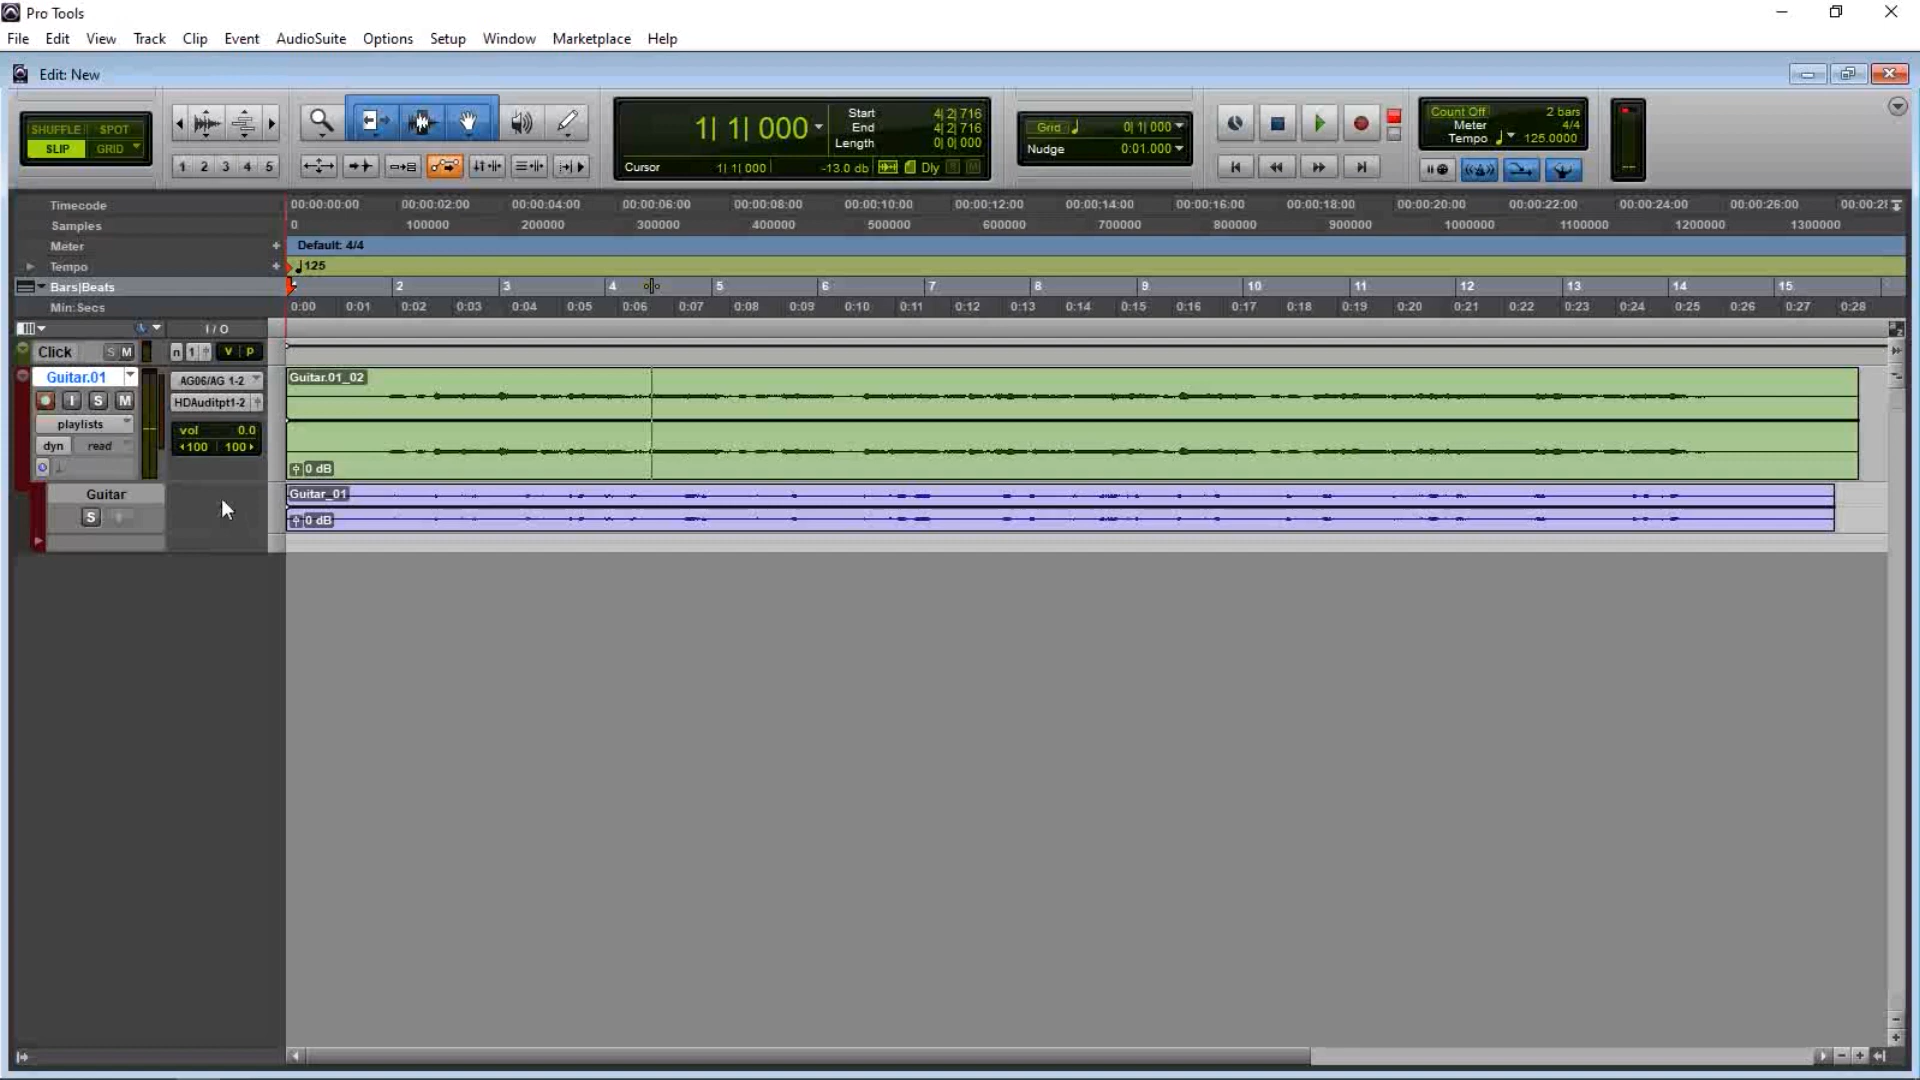 Pro Tools
File Edit View Track Clip Event AudioSuite Options Setup Window Marketplace Help
Edit: New
SHUFFLE SPOT
SLIP GRID
1 2 3 4 5
1| 1| 000
Start 4| 2| 716
End 4| 2| 716
Length 0| 0| 000
Cursor 1| 1| 000 -13.0 db Dly
Grid 0| 1| 000
Nudge 0:01.000
Count Off 2 bars
Meter 4/4
Tempo 125.0000
Timecode 00:00:00:00 00:00:02:00 00:00:04:00 00:00:06:00 00:00:08:00 00:00:10:00 00:00:12:00 00:00:14:00 00:00:16:00 00:00:18:00 00:00:20:00 00:00:22:00 00:00:24:00 00:00:26:00
Samples 0 100000 200000 300000 400000 500000 600000 700000 800000 900000 1000000 1100000 1200000 1300000
Meter Default: 4/4
Tempo 125
Bars|Beats 2 3 4 5 6 7 8 9 10 11 12 13 14 15
Min:Secs 0:00 0:01 0:02 0:03 0:04 0:05 0:06 0:07 0:08 0:09 0:10 0:11 0:12 0:13 0:14 0:15 0:16 0:17 0:18 0:19 0:20 0:21 0:22 0:23 0:24 0:25 0:26 0:27 0:28
I / O
Click S M n 1 V P
Guitar.01 AG06/AG 1-2 Guitar.01_02
I S M HDAuditpt1-2
playlists vol 0.0
dyn read 100 100
0 dB
Guitar Guitar_01
S 0 dB